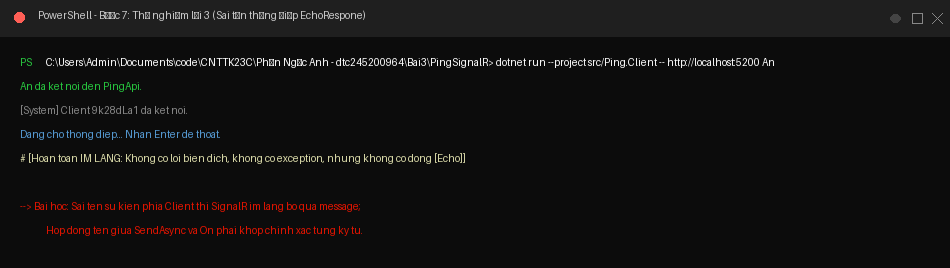 PowerShell - Bước 7: Thử nghiệm lỗi 3 (Sai tên thông điệp EchoRespone)
PS C:\Users\Admin\Documents\code\CNTTK23C\Phan Ngọc Anh - dtc245200964\Bai3\PingSignalR> dotnet run --project src/Ping.Client -- http://localhost:5200 An
An da ket noi den PingApi.
[System] Client 9k28dLa1 da ket noi.
Dang cho thong diep... Nhan Enter de thoat.
# [Hoan toan IM LANG: Khong co loi bien dich, khong co exception, nhung khong co dong [Echo]]
--> Bai hoc: Sai ten su kien phia Client thi SignalR im lang bo qua message;
Hop dong ten giua SendAsync va On phai khop chinh xac tung ky tu.